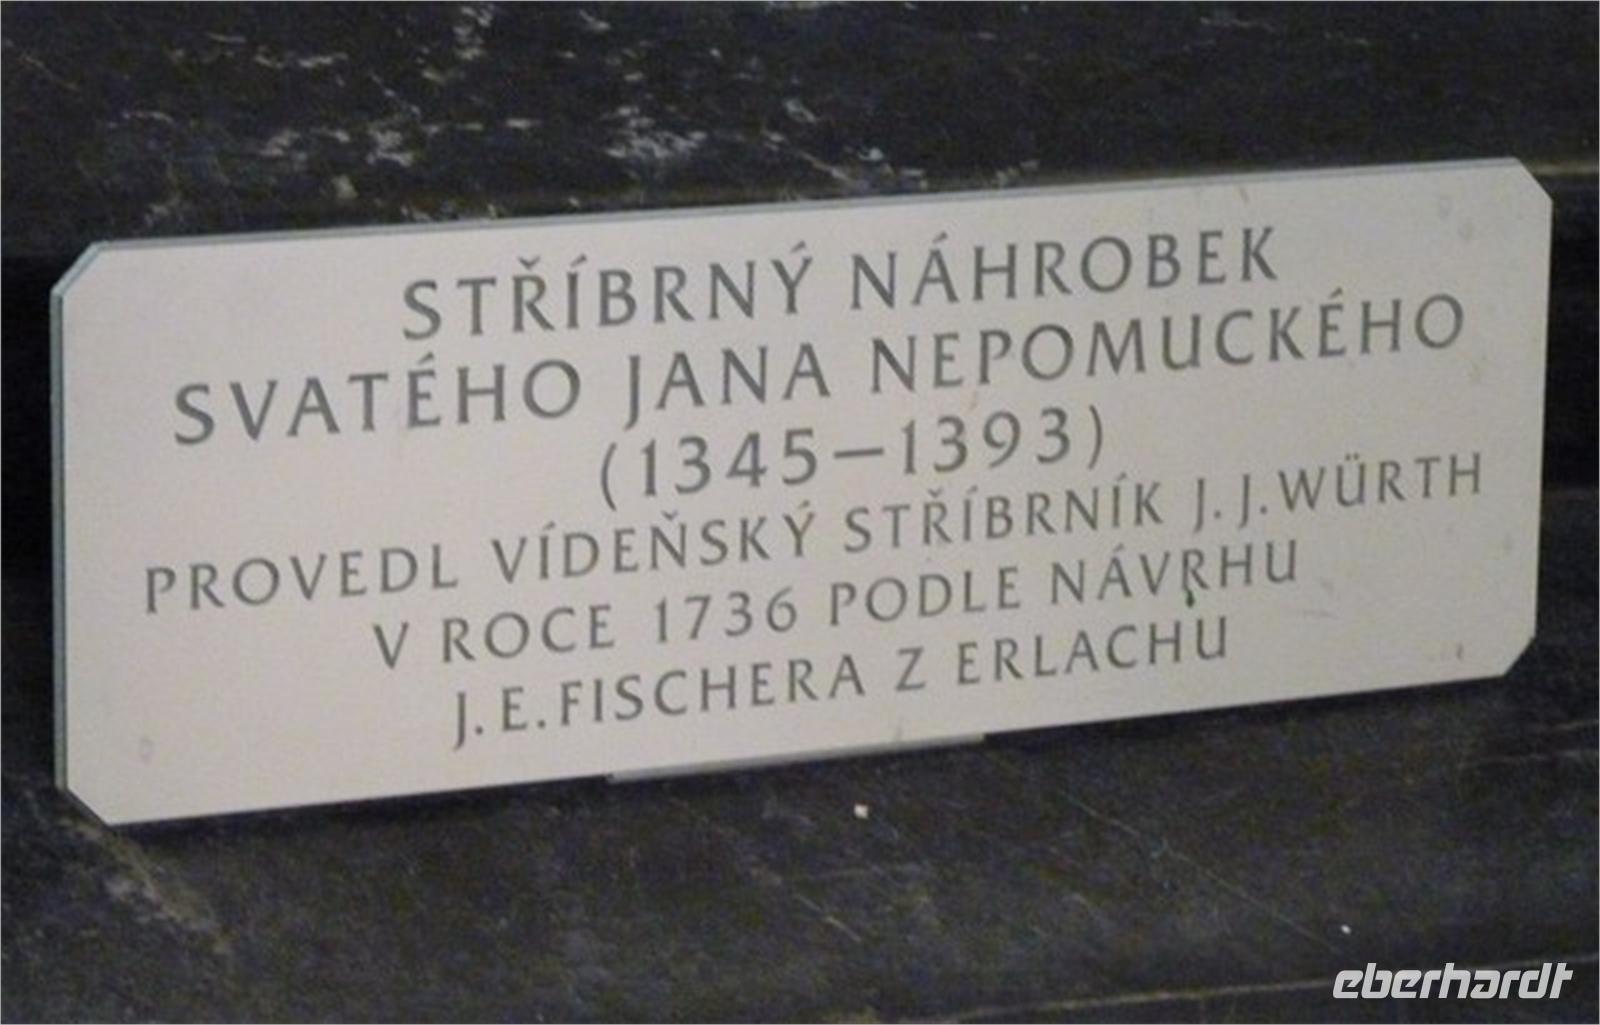 STŘÍBRNÝ NÁHROBEK
SVATÉHO JANA NEPOMUCKÉHO
(1345–1393)
PROVEDL VÍDEŇSKÝ STŘÍBRNÍK J.J.WÜRTH
V ROCE 1736 PODLE NÁVRHU
J.E.FISCHERA Z ERLACHU
eberhardt